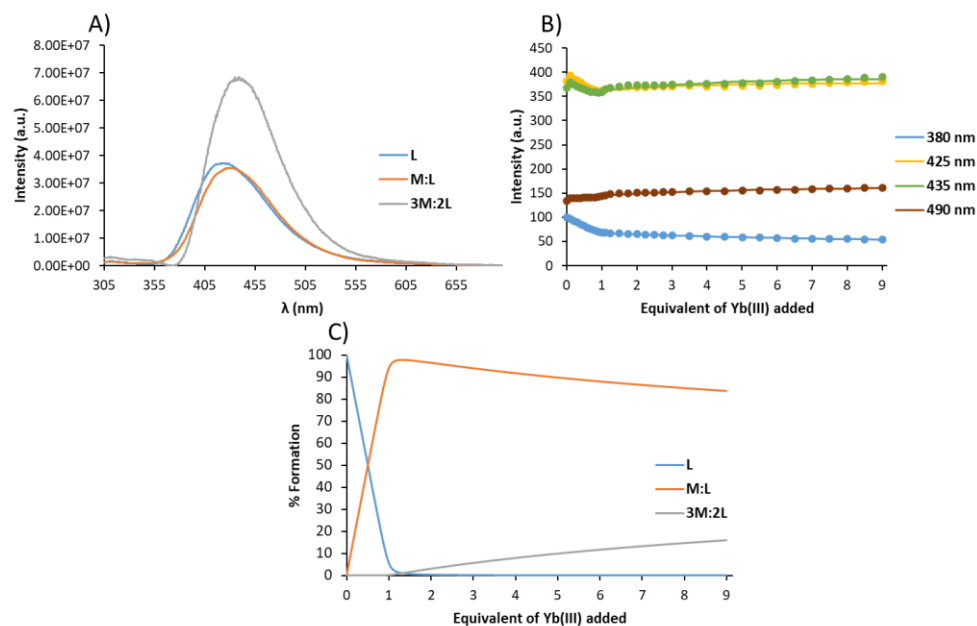 A)
8.00E+07
7.00E+07
6.00E+07
5.00E+07
4.00E+07
3.00E+07
2.00E+07
1.00E+07
0.00E+00
Intensity (a.u.)
305 355 405 455 505 555 605 655
λ (nm)
L
M:L
3M:2L
B)
450
400
350
300
250
200
150
100
50
0
Intensity (a.u.)
0 1 2 3 4 5 6 7 8 9
Equivalent of Yb(III) added
380 nm
425 nm
435 nm
490 nm
C)
100
90
80
70
60
50
40
30
20
10
0
% Formation
0 1 2 3 4 5 6 7 8 9
Equivalent of Yb(III) added
L
M:L
3M:2L